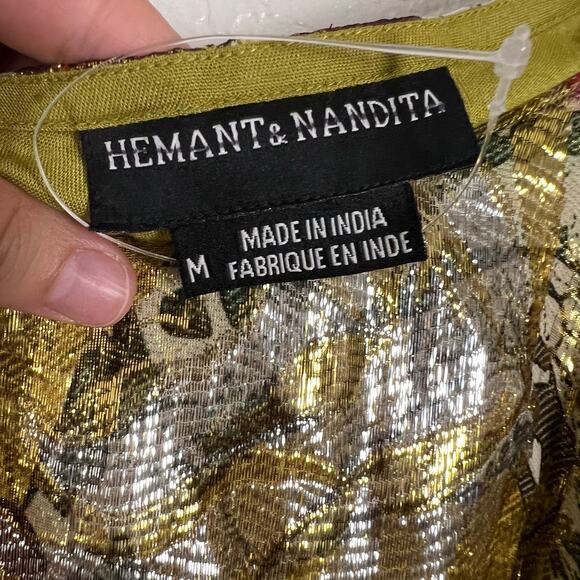 HEMANT & NANDITA
M
MADE IN INDIA
FABRIQUE EN INDE